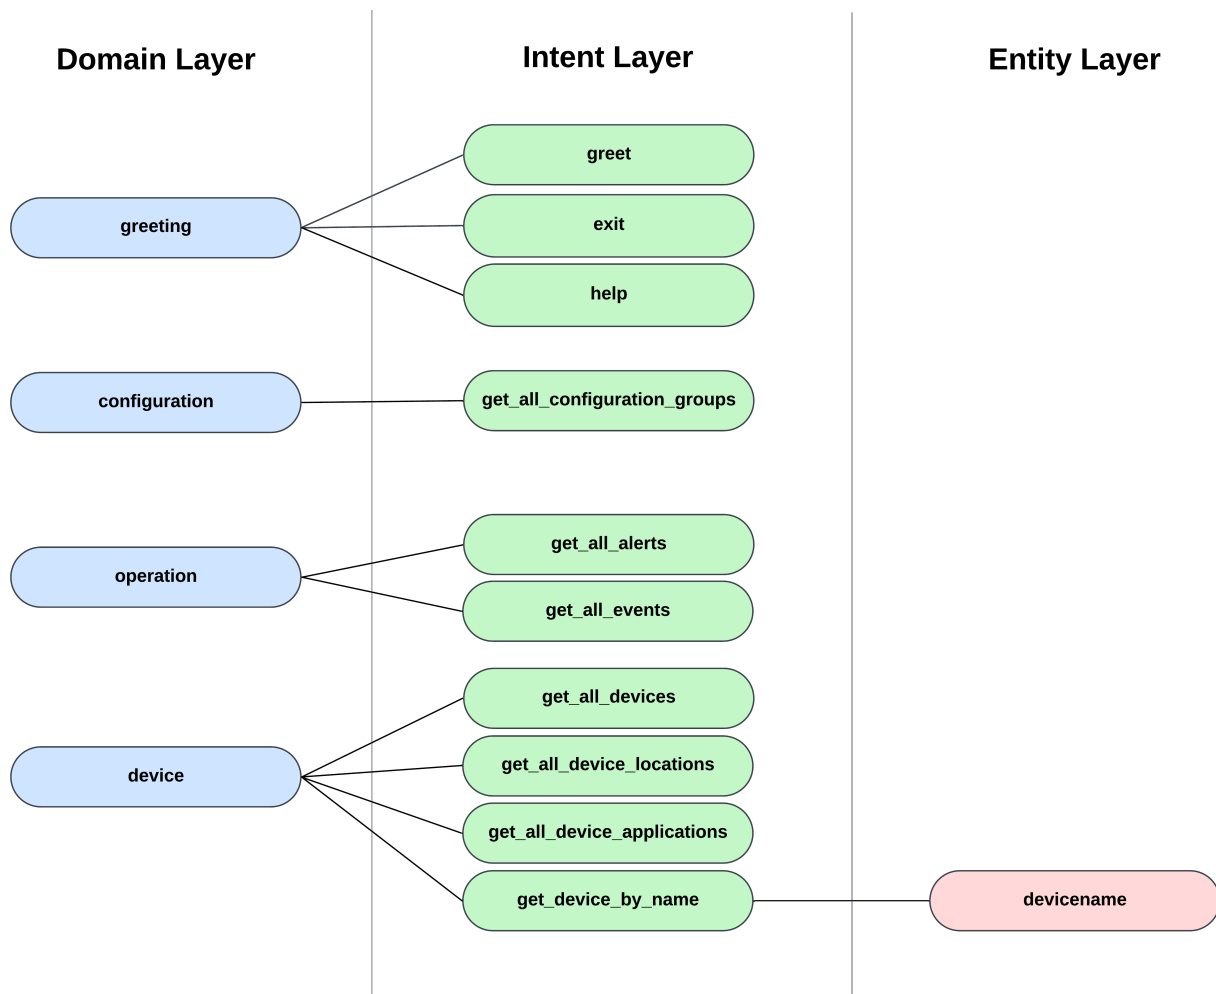 Domain Layer
Intent Layer
Entity Layer
greeting
greet
exit
help
configuration
get_all_configuration_groups
operation
get_all_alerts
get_all_events
device
get_all_devices
get_all_device_locations
get_all_device_applications
get_device_by_name
devicename